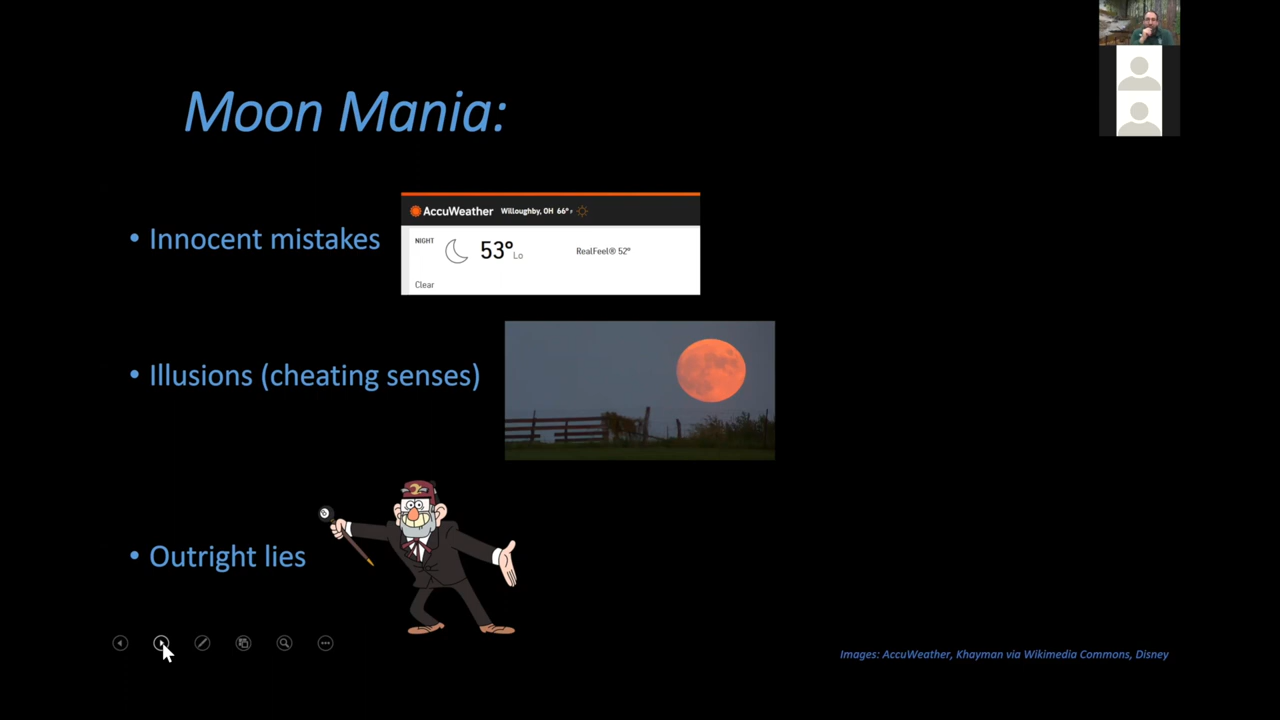 Moon Mania:
• Innocent mistakes
AccuWeather Willoughby, OH 66° F
NIGHT
53° Lo
RealFeel® 52°
Clear
• Illusions (cheating senses)
• Outright lies
Images: AccuWeather, Khayman via Wikimedia Commons, Disney